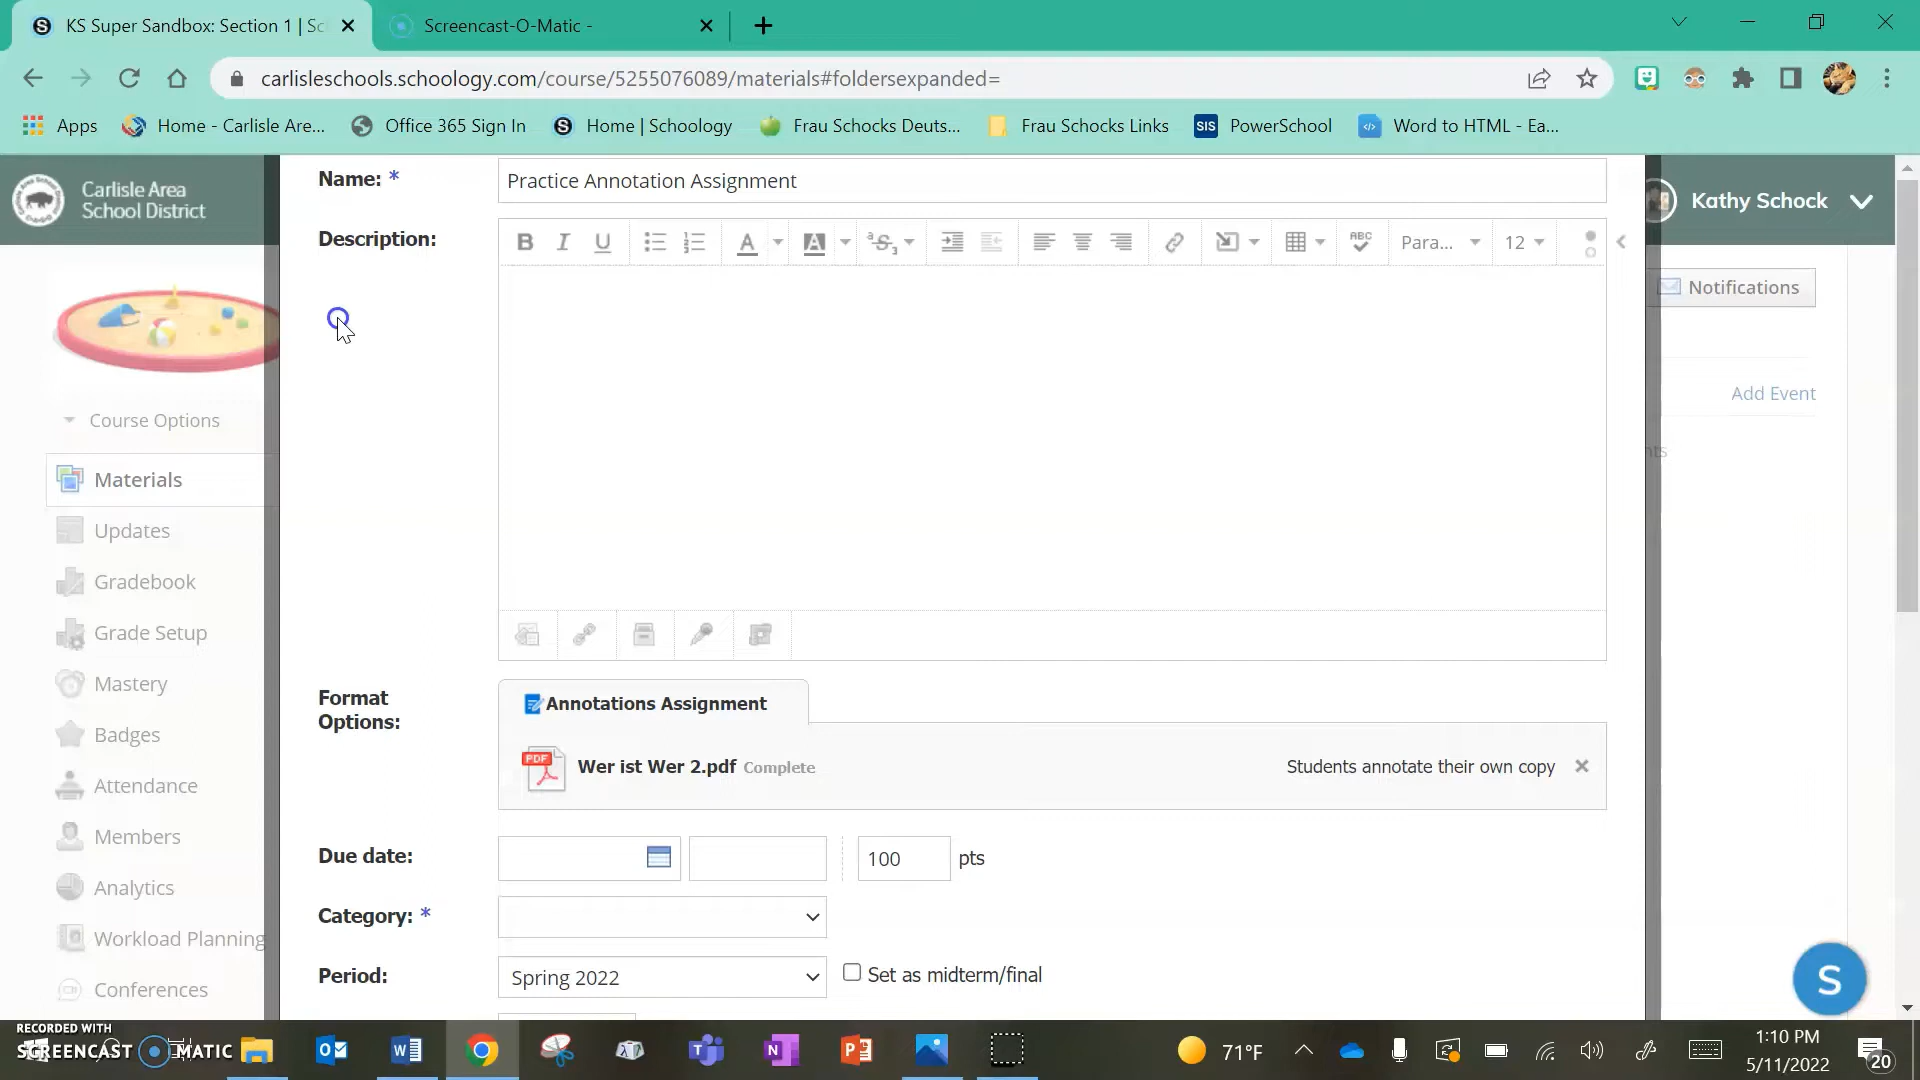 KS Super Sandbox: Section 1 | Sc
Screencast-O-Matic -
carlisleschools.schoology.com/course/5255076089/materials#foldersexpanded=
Apps
Home - Carlisle Are...
Office 365 Sign In
Home | Schoology
Frau Schocks Deuts...
Frau Schocks Links
SIS PowerSchool
Word to HTML - Ea...
Carlisle Area
School District
Kathy Schock
Name: *
Practice Annotation Assignment
Description:
B I U
A
A
Para...
12
Notifications
Add Event
nts
Course Options
Materials
Updates
Gradebook
Grade Setup
Mastery
Badges
Attendance
Members
Analytics
Workload Planning
Conferences
Format
Options:
Annotations Assignment
PDF
Wer ist Wer 2.pdf Complete
Students annotate their own copy
Due date:
100 pts
Category: *
Period:
Spring 2022
Set as midterm/final
S
RECORDED WITH
SCREENCAST MATIC
71°F
1:10 PM
5/11/2022
20